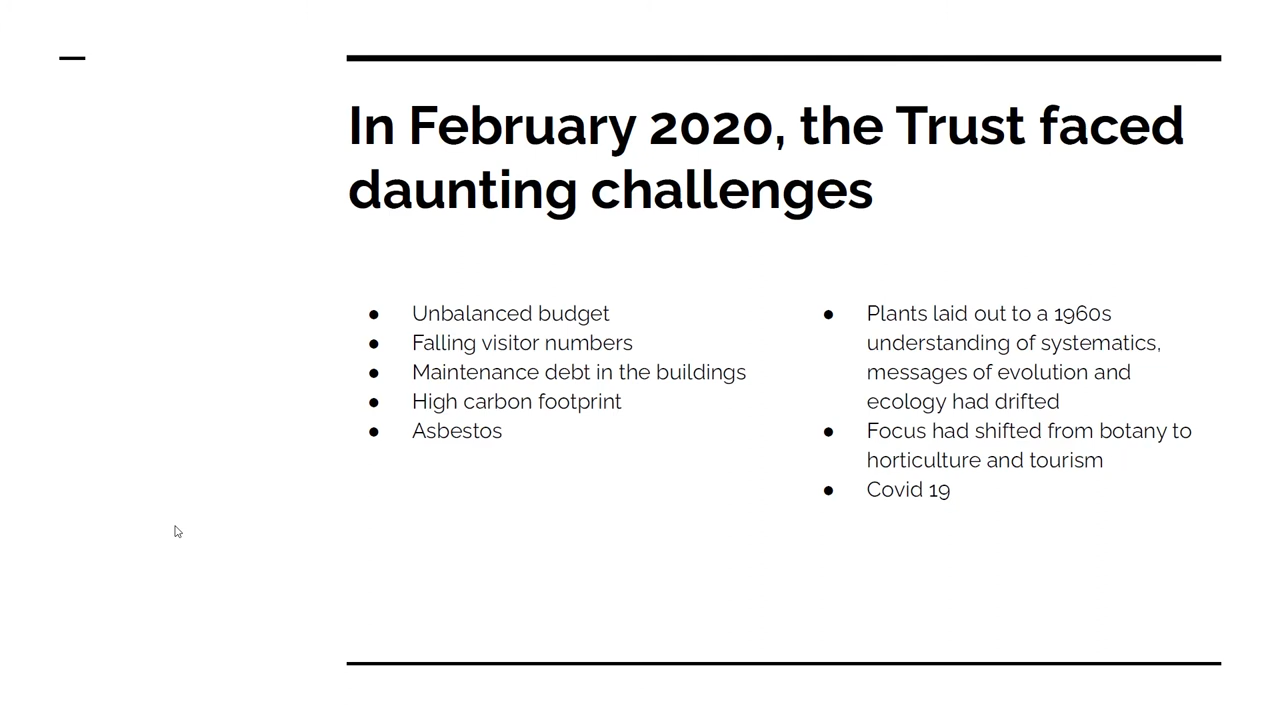 In February 2020, the Trust faced
daunting challenges
● Unbalanced budget
● Falling visitor numbers
● Maintenance debt in the buildings
● High carbon footprint
● Asbestos
● Plants laid out to a 1960s
understanding of systematics,
messages of evolution and
ecology had drifted
● Focus had shifted from botany to
horticulture and tourism
● Covid 19